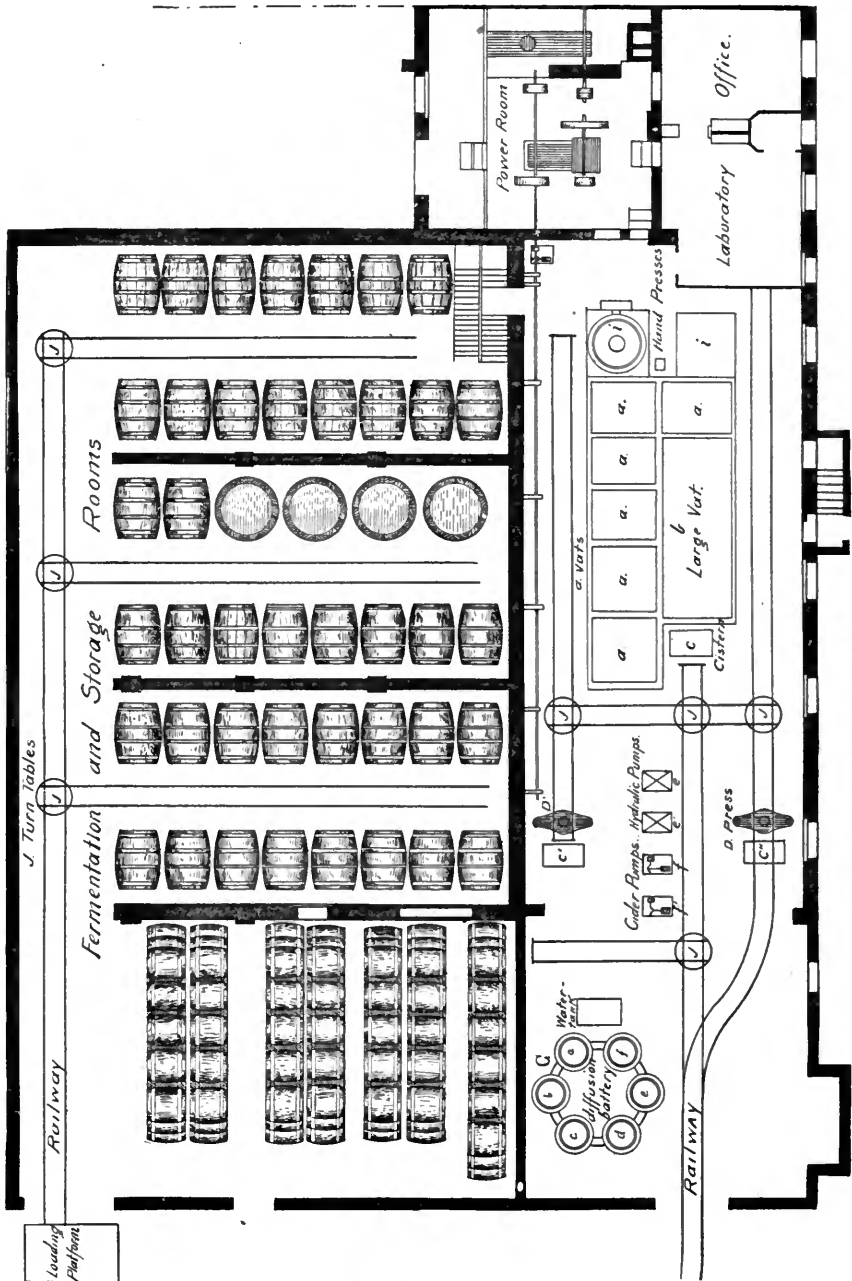 Office.
Laboratory
Power Room
Hand Presses
i
i
a.
a.
a.
a.
a.
a
b
Large Vat.
a. Vats
c
Cistern
J. Turn Tables
J
J
J
Fermentation and Storage Rooms
J
J
J
J
Cider Pumps. Hydraulic Pumps.
f'
f
e'
e
D'
C'
D. Press
C"
Water-tank
G
a
b
c
d
e
f
diffusion
battery
Railway
Railway
Loading
Platform